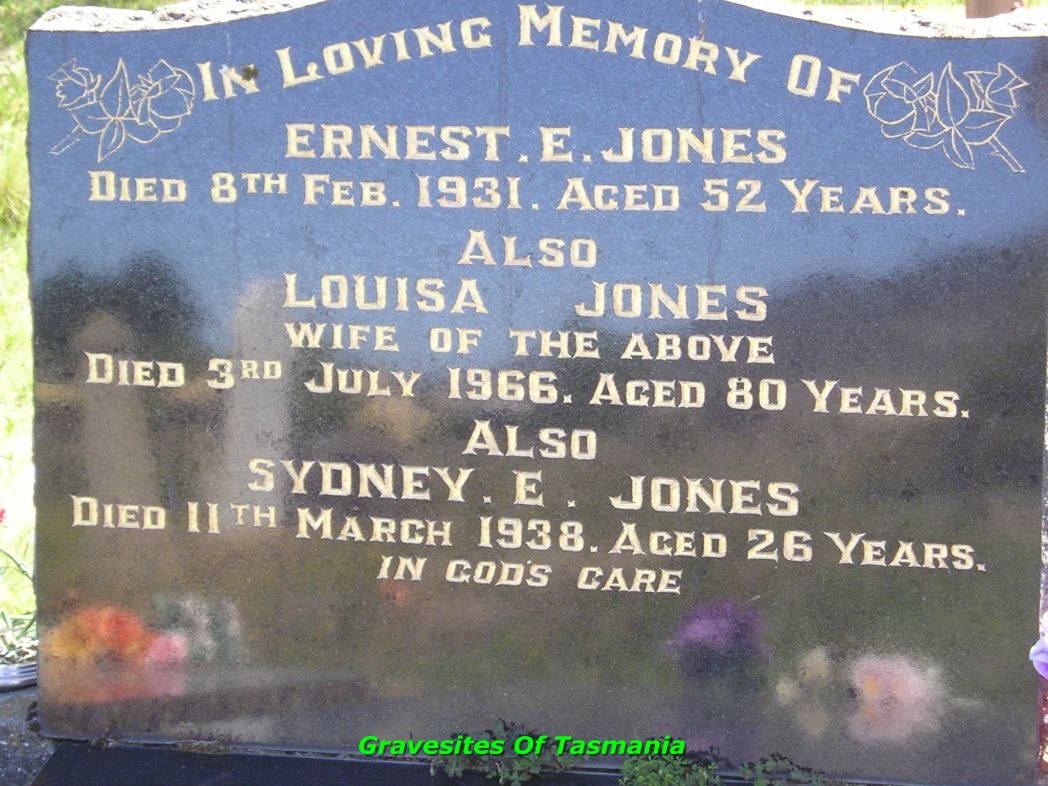 In Loving Memory Of
ERNEST. E. JONES
Died 8th Feb. 1931. Aged 52 Years.
Also
LOUISA JONES
WIFE OF THE ABOVE
Died 3rd July 1966. Aged 80 Years.
Also
SYDNEY. E. JONES
Died 11th March 1938. Aged 26 Years.
IN GOD'S CARE
Gravesites Of Tasmania